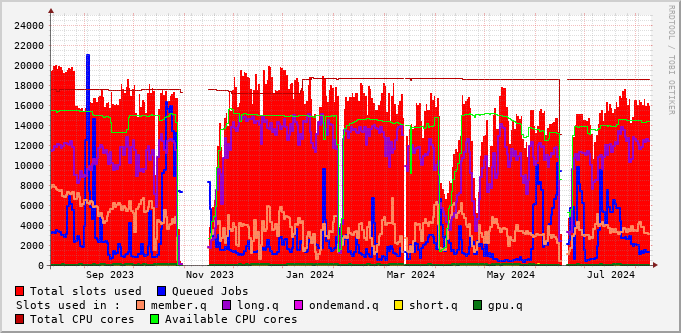 24000
22000
20000
18000
16000
14000
12000
10000
8000
6000
4000
2000
0
Sep 2023 Nov 2023 Jan 2024 Mar 2024 May 2024 Jul 2024
RRDTOOL / TOBI OETIKER
Total slots used Queued Jobs
Slots used in : member.q long.q ondemand.q short.q gpu.q
Total CPU cores Available CPU cores